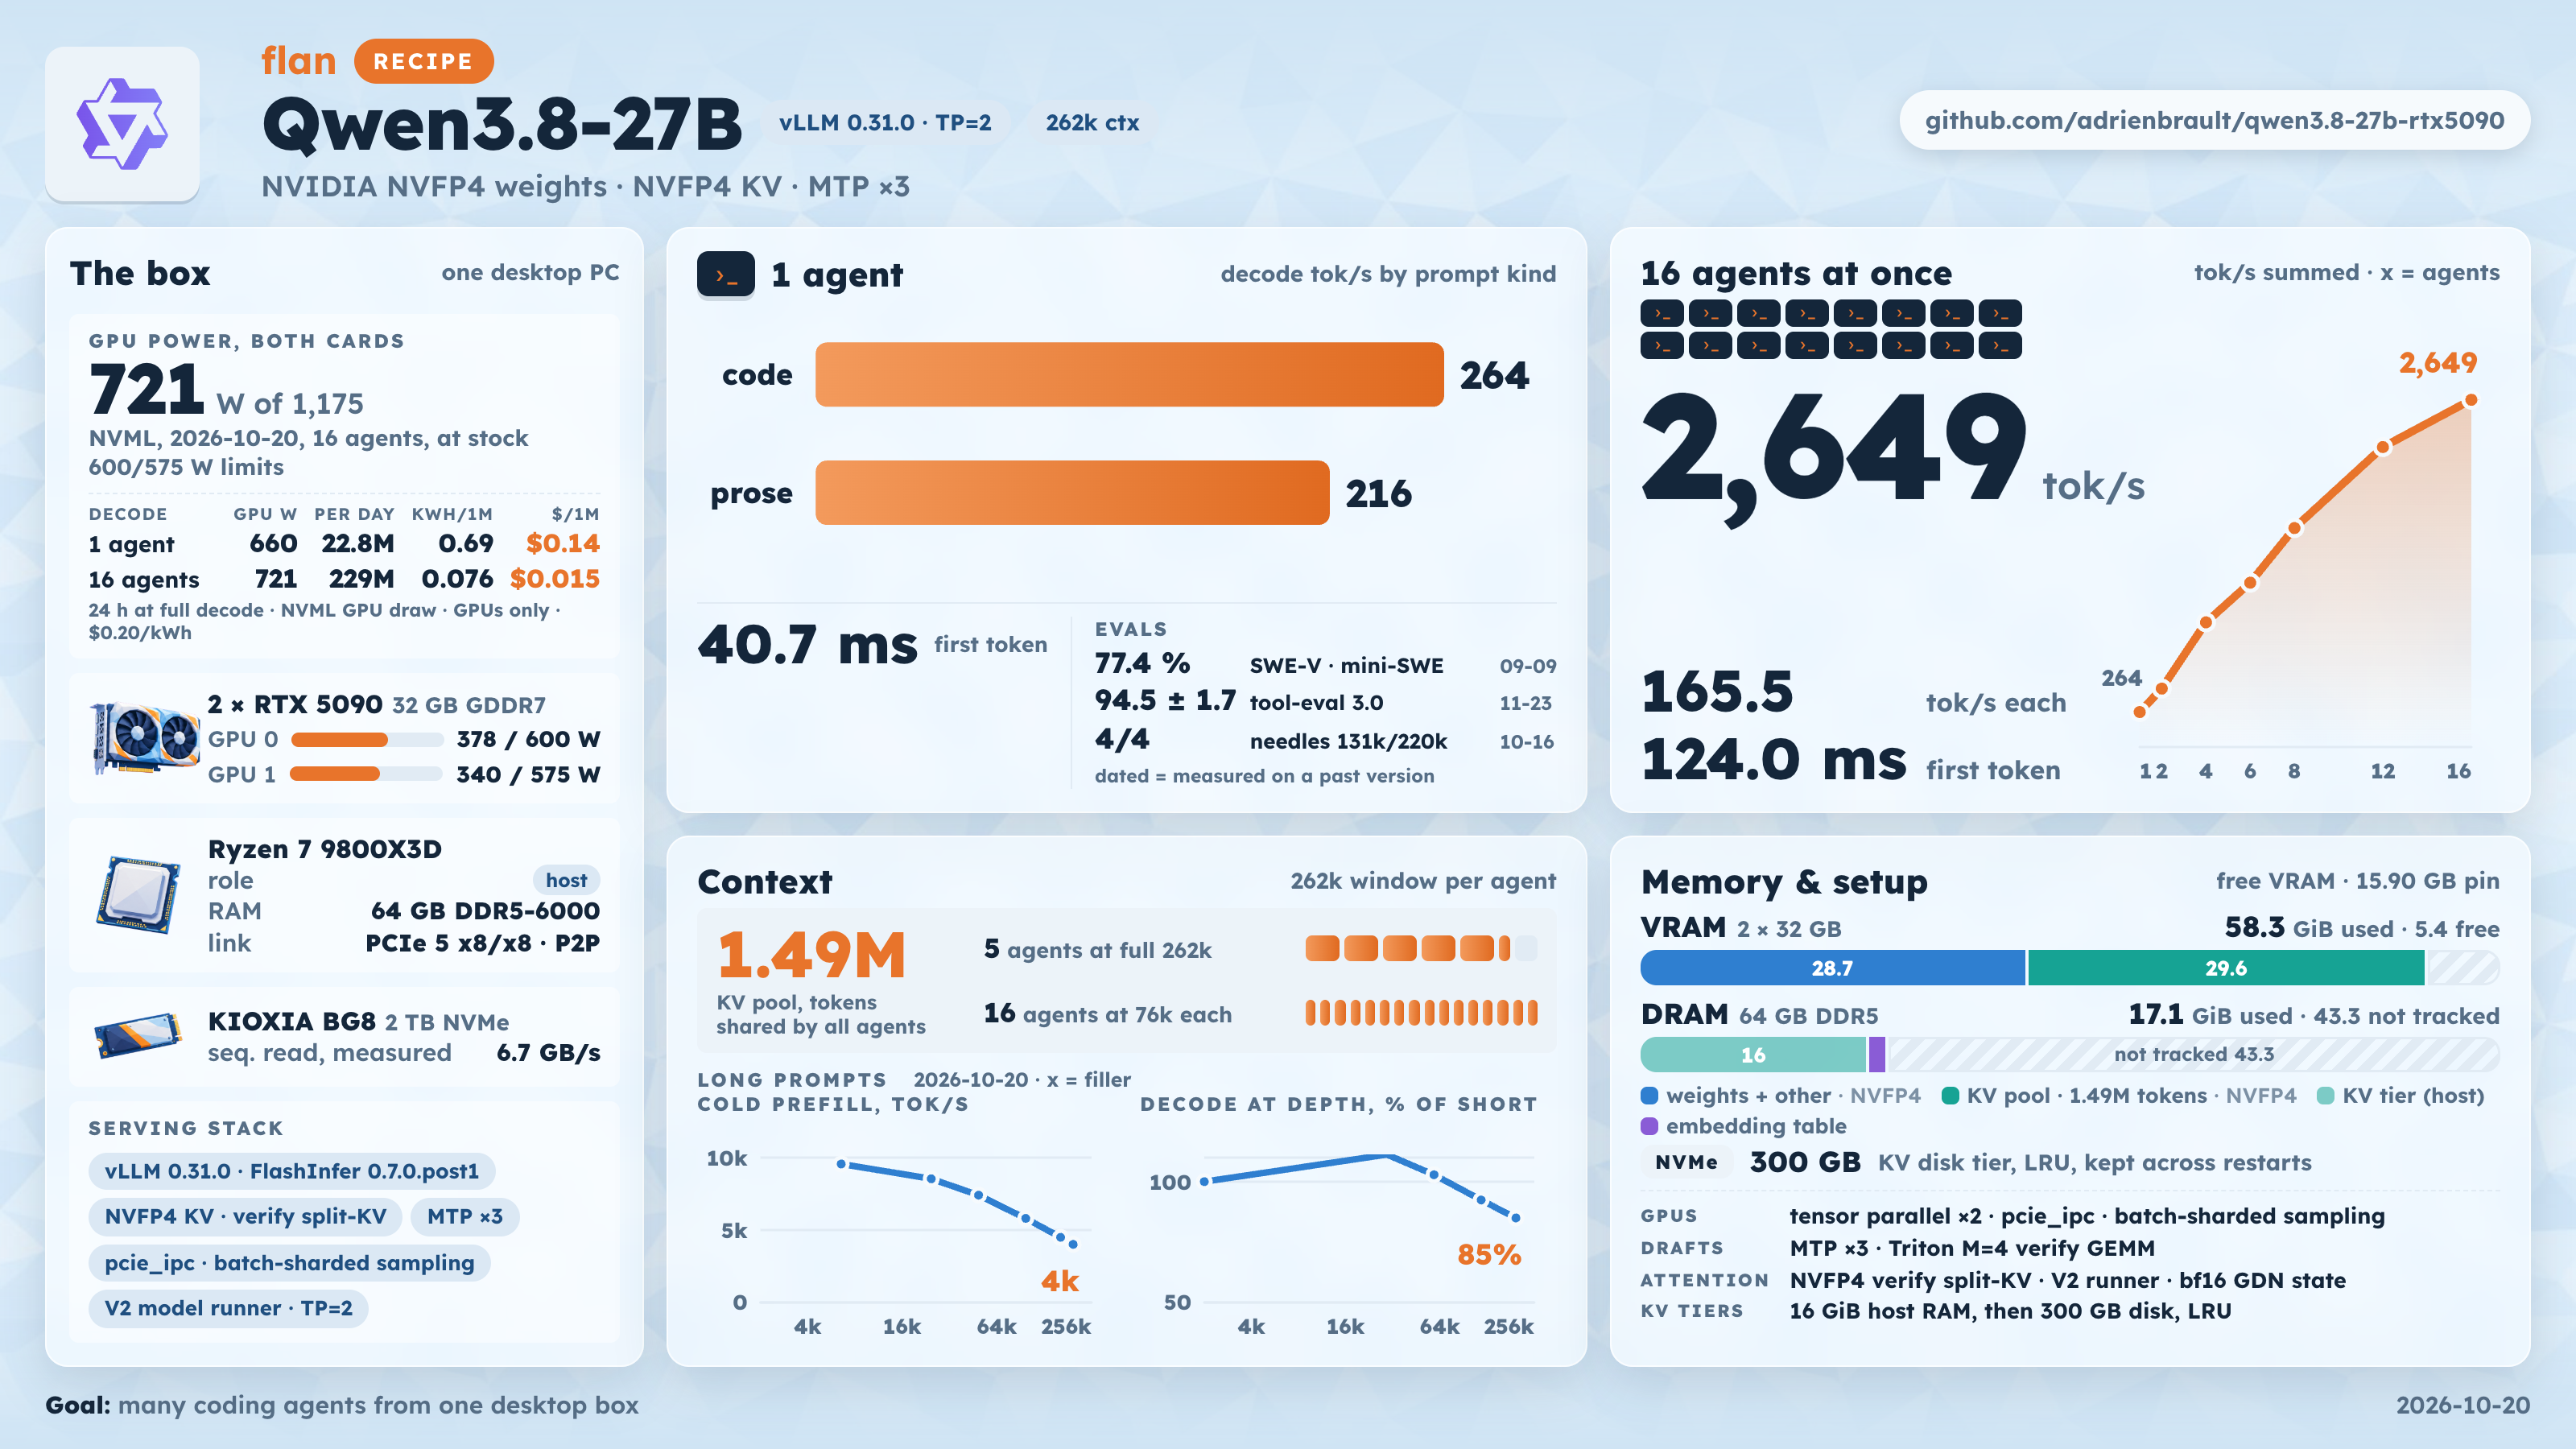 flan RECIPE
Qwen3.8-27B vLLM 0.31.0 · TP=2 262k ctx
NVIDIA NVFP4 weights · NVFP4 KV · MTP ×3
github.com/adrienbrault/qwen3.8-27b-rtx5090
The box one desktop PC
GPU POWER, BOTH CARDS
721 W of 1,175
NVML, 2026-10-20, 16 agents, at stock
600/575 W limits
DECODE GPU W PER DAY KWH/1M $/1M
1 agent 660 22.8M 0.69 $0.14
16 agents 721 229M 0.076 $0.015
24 h at full decode · NVML GPU draw · GPUs only ·
$0.20/kWh
2 × RTX 5090 32 GB GDDR7
GPU 0 378 / 600 W
GPU 1 340 / 575 W
Ryzen 7 9800X3D
role host
RAM 64 GB DDR5-6000
link PCIe 5 x8/x8 · P2P
KIOXIA BG8 2 TB NVMe
seq. read, measured 6.7 GB/s
SERVING STACK
vLLM 0.31.0 · FlashInfer 0.7.0.post1
NVFP4 KV · verify split-KV MTP ×3
pcie_ipc · batch-sharded sampling
V2 model runner · TP=2
›_ 1 agent decode tok/s by prompt kind
code 264
prose 216
40.7 ms first token
EVALS
77.4 % SWE-V · mini-SWE 09-09
94.5 ± 1.7 tool-eval 3.0 11-23
4/4 needles 131k/220k 10-16
dated = measured on a past version
16 agents at once tok/s summed · x = agents
›_ ›_ ›_ ›_ ›_ ›_ ›_ ›_
›_ ›_ ›_ ›_ ›_ ›_ ›_ ›_
2,649 tok/s
165.5 tok/s each
124.0 ms first token
2,649
264
1 2 4 6 8 12 16
Context 262k window per agent
1.49M
KV pool, tokens
shared by all agents
5 agents at full 262k
16 agents at 76k each
LONG PROMPTS 2026-10-20 · x = filler
COLD PREFILL, TOK/S
10k
5k
0
4k
4k 16k 64k 256k
DECODE AT DEPTH, % OF SHORT
100
50
85%
4k 16k 64k 256k
Memory & setup free VRAM · 15.90 GB pin
VRAM 2 × 32 GB 58.3 GiB used · 5.4 free
28.7 29.6
DRAM 64 GB DDR5 17.1 GiB used · 43.3 not tracked
16 not tracked 43.3
weights + other · NVFP4 KV pool · 1.49M tokens · NVFP4 KV tier (host)
embedding table
NVMe 300 GB KV disk tier, LRU, kept across restarts
GPUS tensor parallel ×2 · pcie_ipc · batch-sharded sampling
DRAFTS MTP ×3 · Triton M=4 verify GEMM
ATTENTION NVFP4 verify split-KV · V2 runner · bf16 GDN state
KV TIERS 16 GiB host RAM, then 300 GB disk, LRU
Goal: many coding agents from one desktop box
2026-10-20